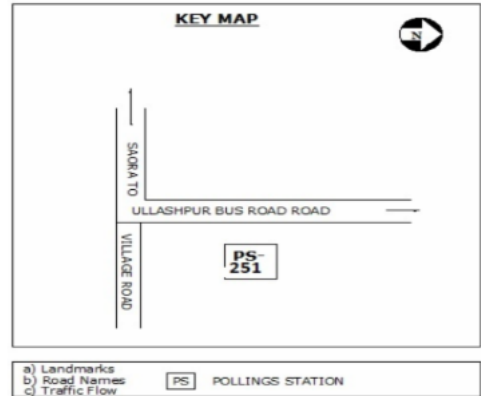 KEY MAP
N
SAORA TO
ULLASHPUR BUS ROAD ROAD
VILLAGE ROAD
PS-
251
a) Landmarks
b) Road Names
c) Traffic Flow
PS POLLINGS STATION